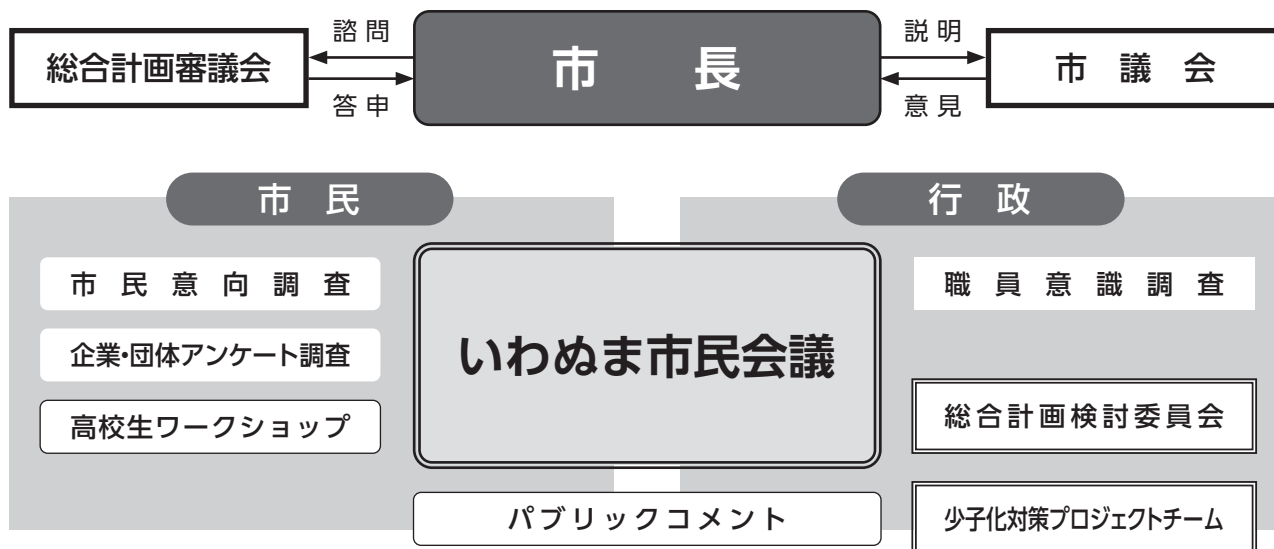 諮問
説明
総合計画審議会
市長
市議会
答申
意見
市民
行政
市民意向調査
企業・団体アンケート調査
高校生ワークショップ
いわぬま市民会議
パブリックコメント
職員意識調査
総合計画検討委員会
少子化対策プロジェクトチーム